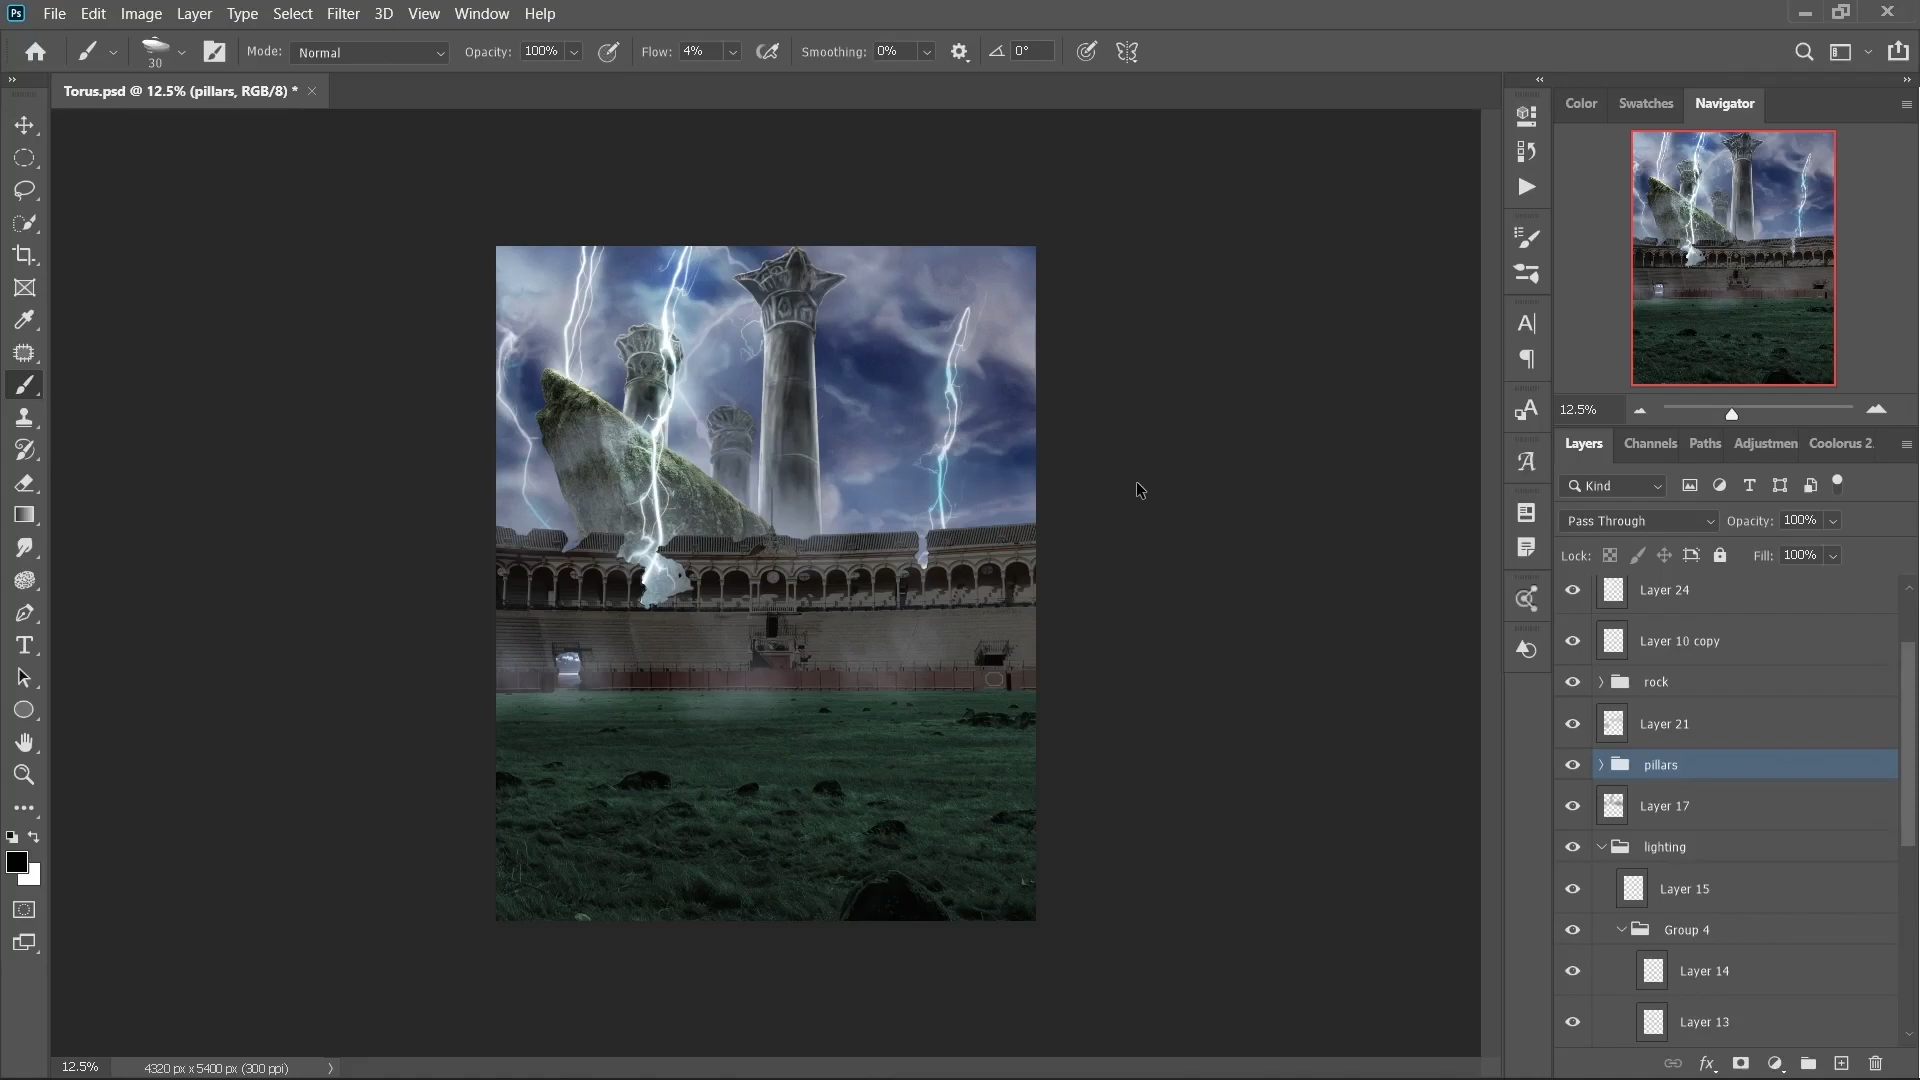 Ps File Edit Image Layer Type Select Filter 3D View Window Help
30 Mode: Normal Opacity: 100% Flow: 4% Smoothing: 0% 0°
Torus.psd @ 12.5% (pillars, RGB/8) * ×
Color Swatches Navigator
12.5%
Layers Channels Paths Adjustmen Coolorus 2
Kind
Pass Through Opacity: 100%
Lock: Fill: 100%
Layer 24
Layer 10 copy
rock
Layer 21
pillars
Layer 17
lighting
Layer 15
Group 4
Layer 14
Layer 13
12.5% 4320 px x 5400 px (300 ppi)